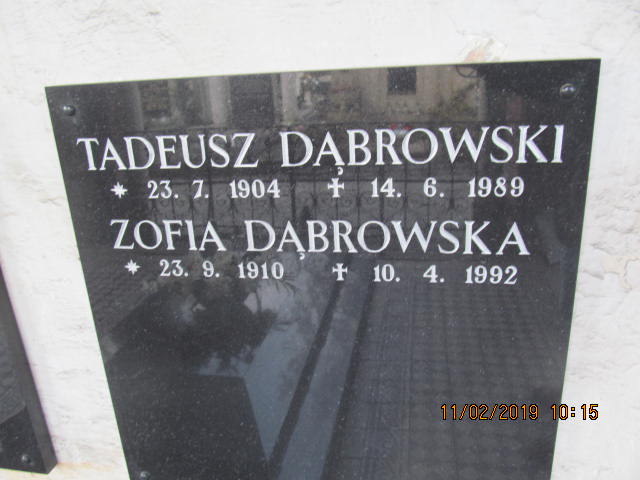 TADEUSZ DĄBROWSKI
* 23. 7. 1904 ✝ 14. 6. 1989
ZOFIA DĄBROWSKA
* 23. 9. 1910 ✝ 10. 4. 1992
11/02/2019 10:15